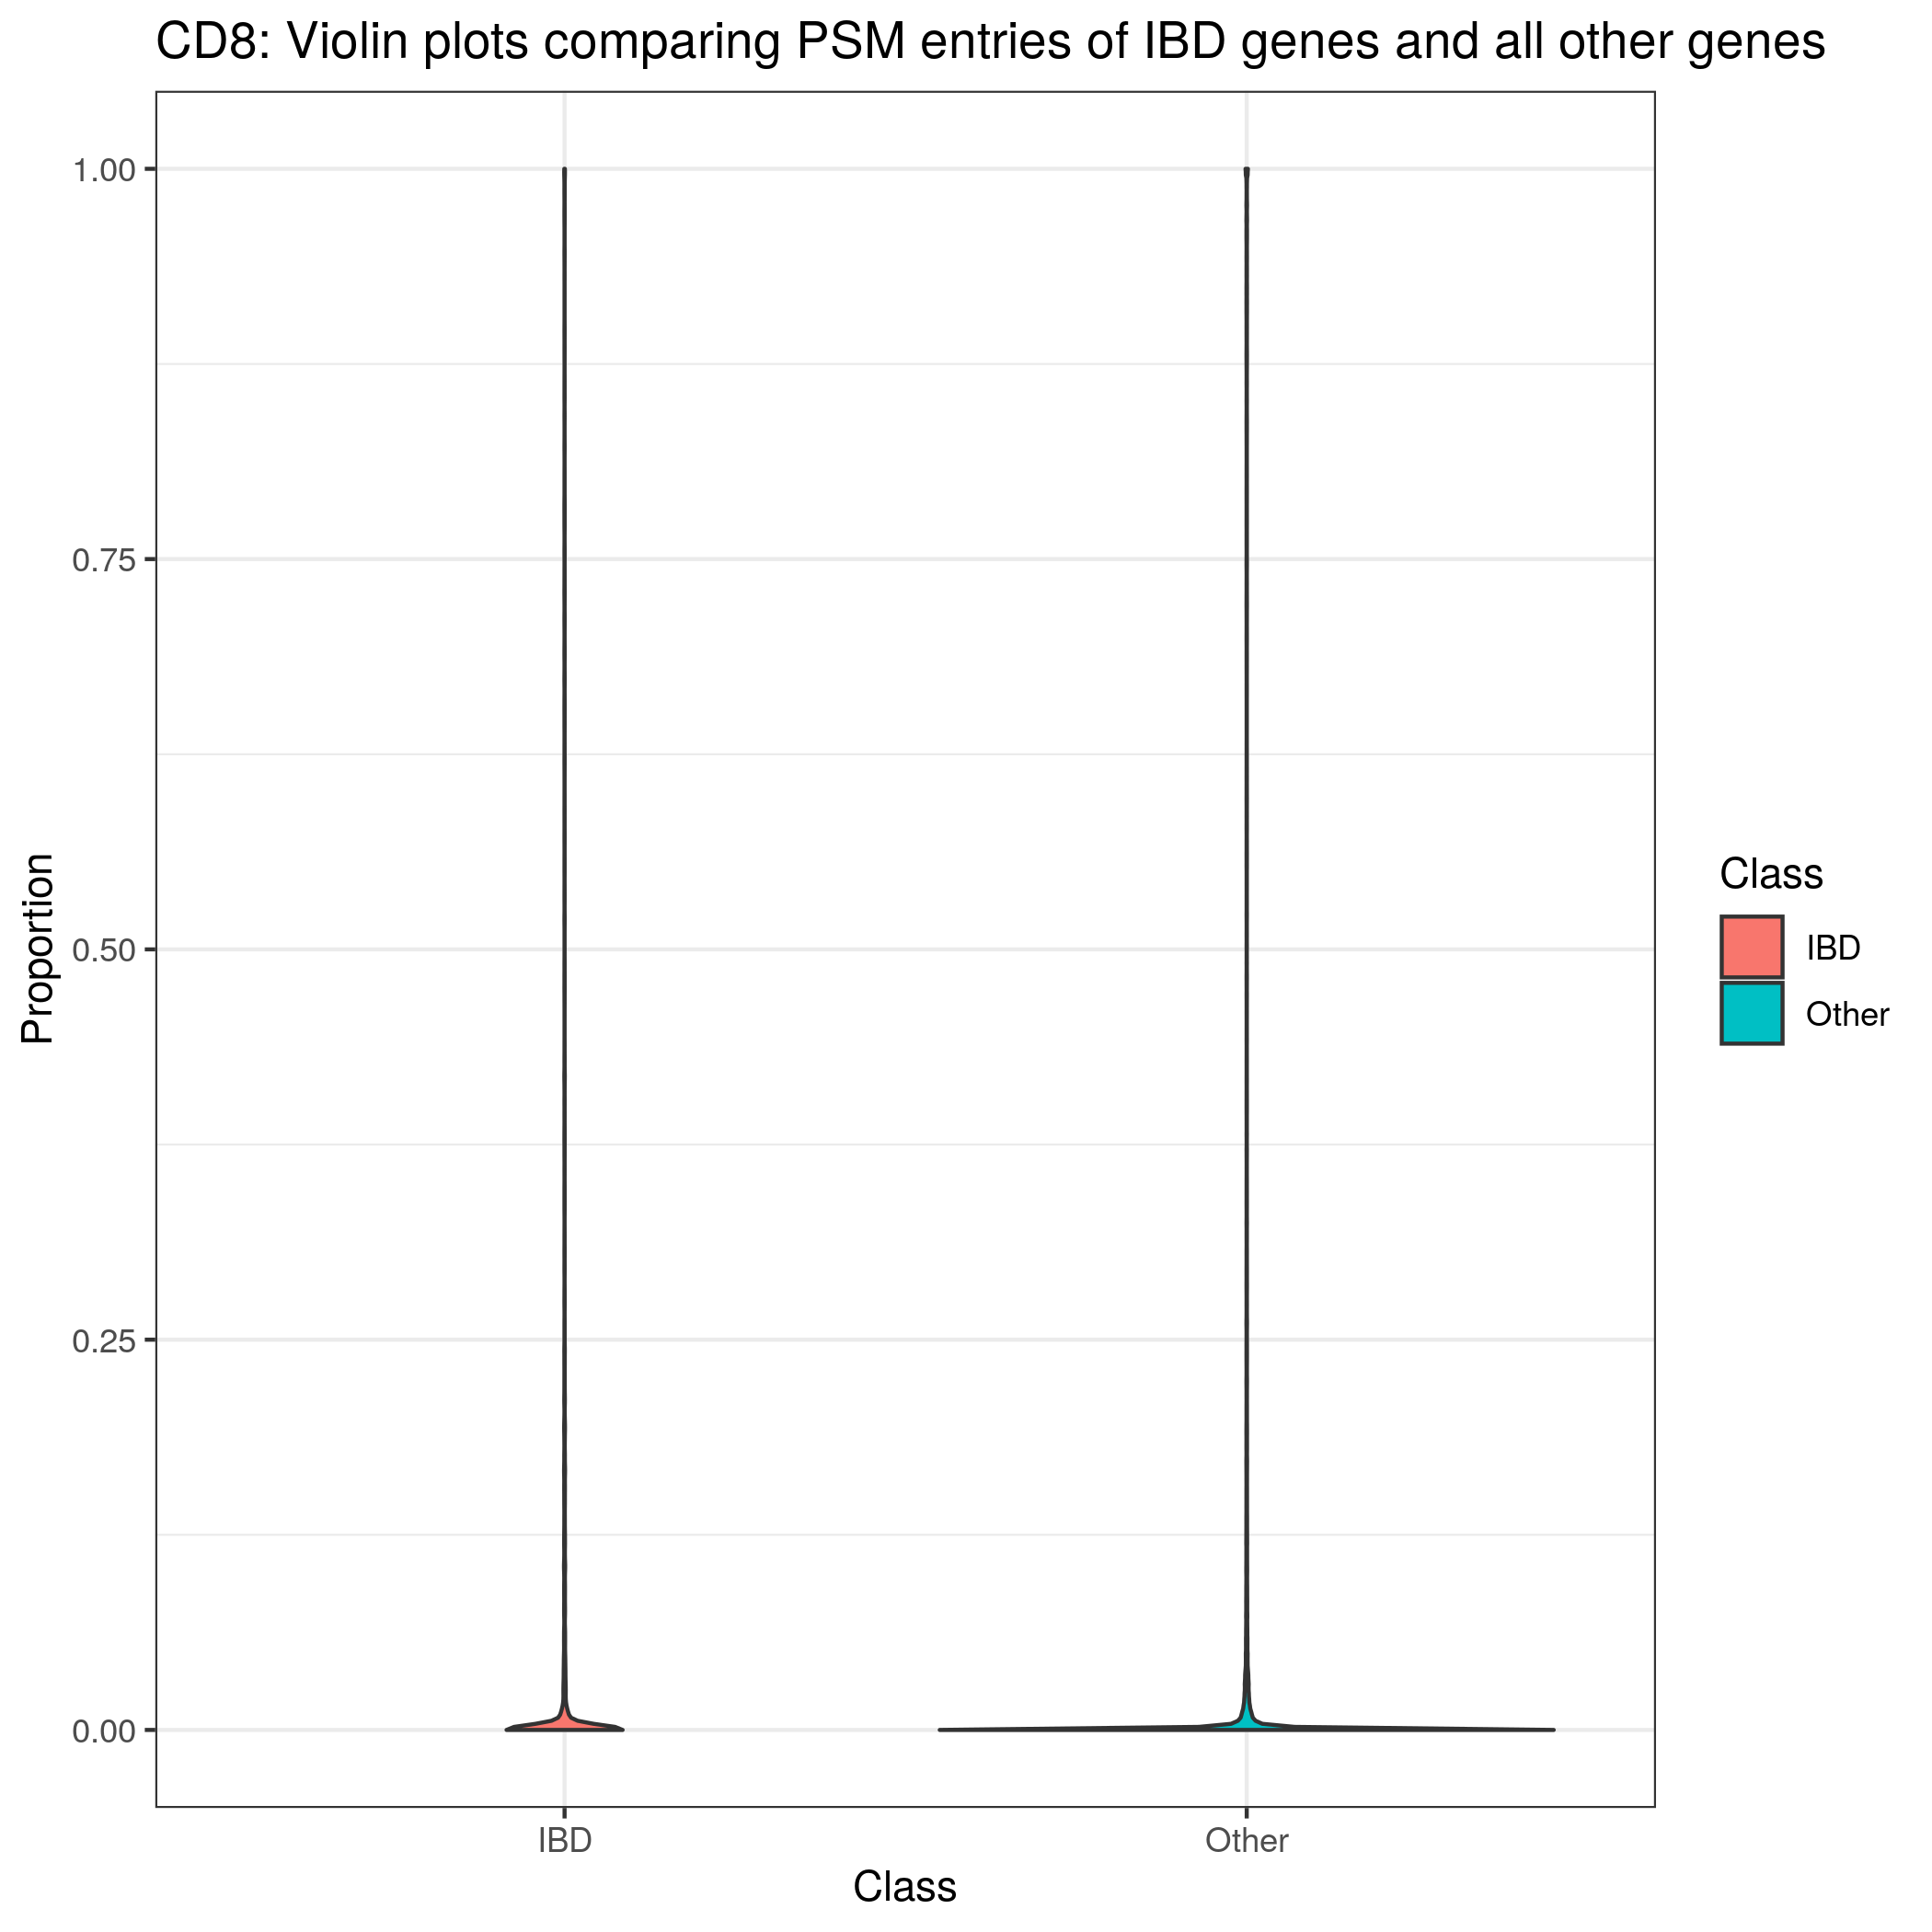 CD8: Violin plots comparing PSM entries of IBD genes and all other genes
1.00
0.75
0.50
0.25
0.00
Proportion
IBD
Other
Class
Class
IBD
Other